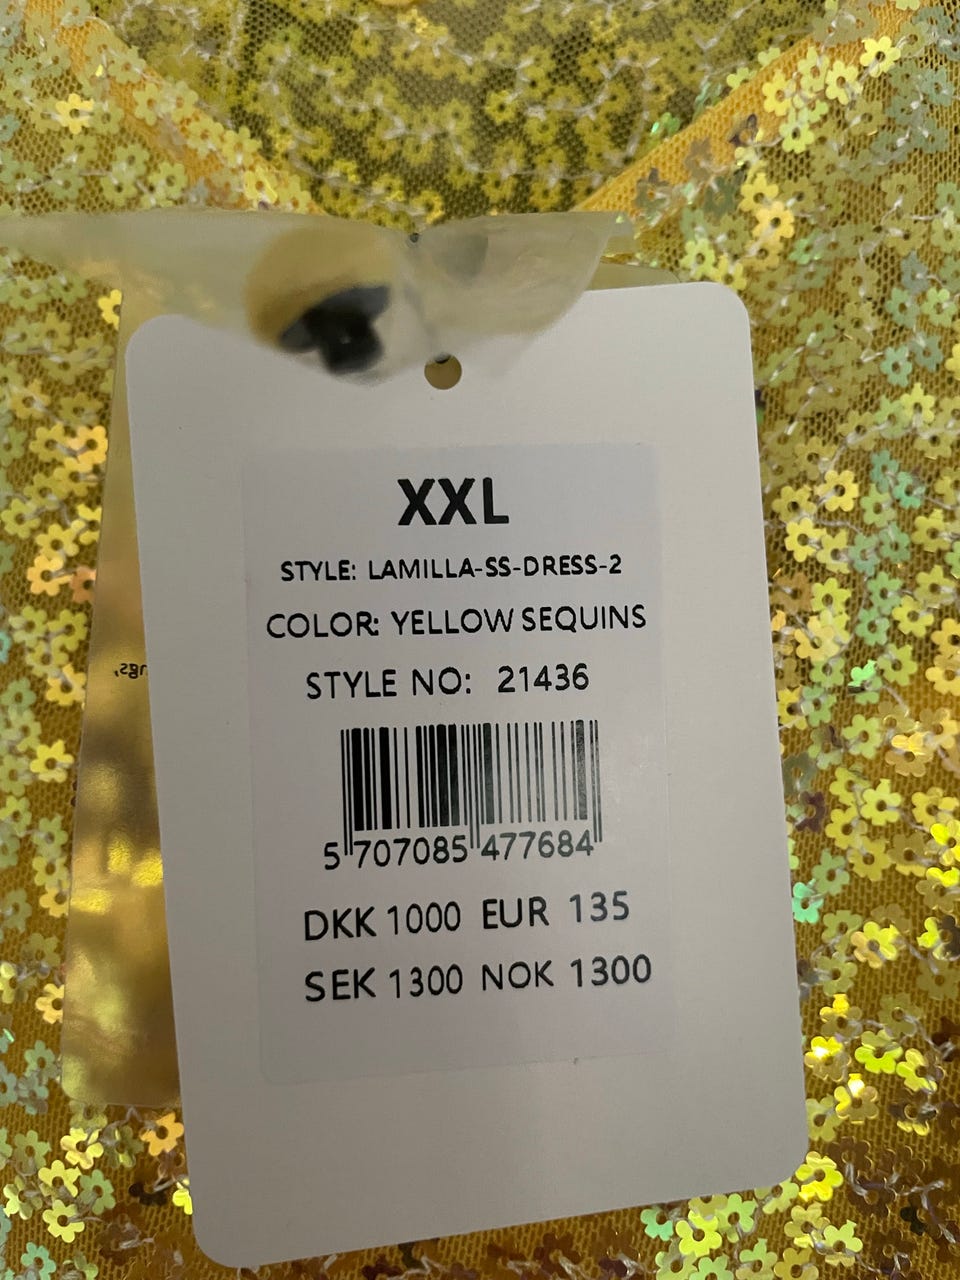 XXL
STYLE: LAMILLA-SS-DRESS-2
COLOR: YELLOW SEQUINS
STYLE NO: 21436
5 707085 477684
DKK 1000 EUR 135
SEK 1300 NOK 1300